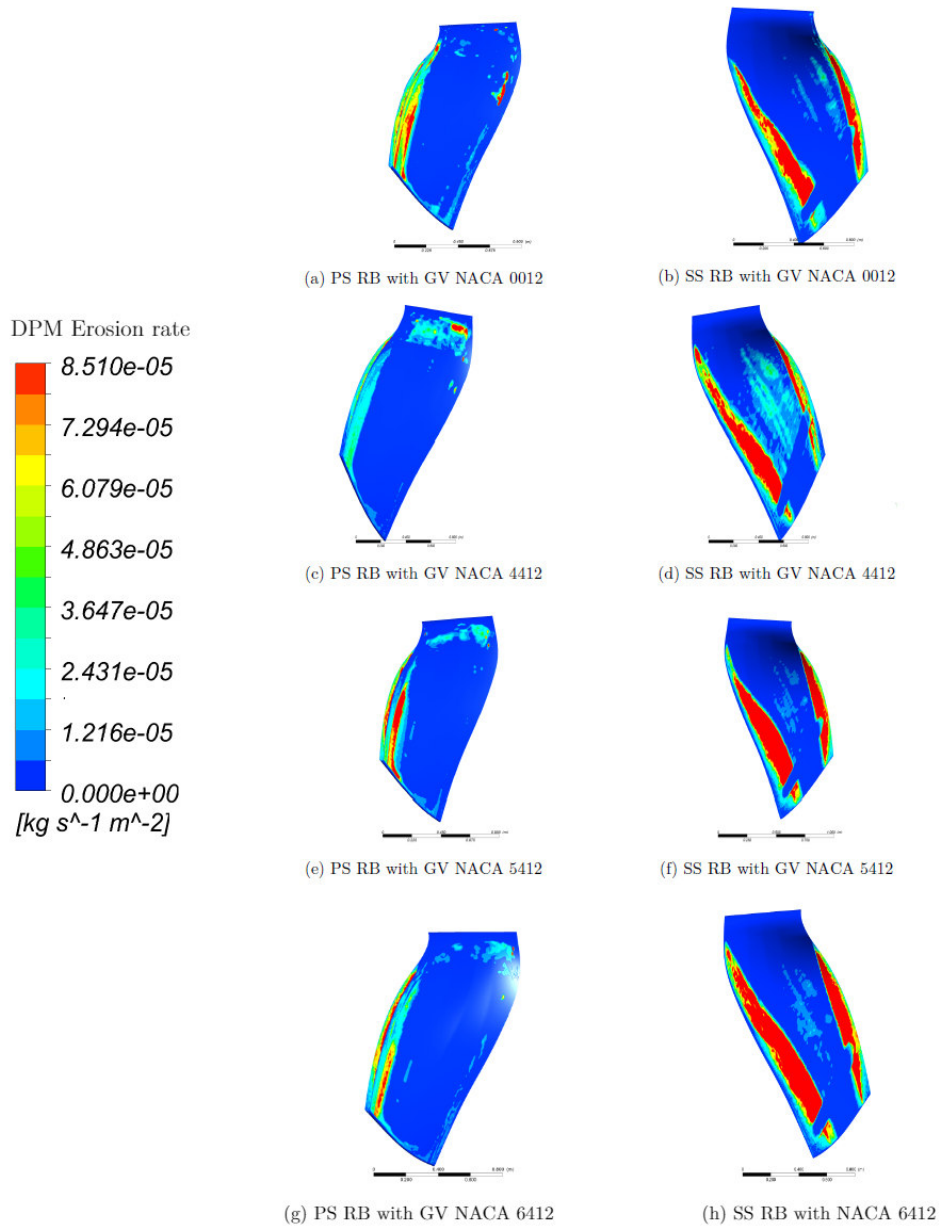 (a) PS RB with GV NACA 0012
(b) SS RB with GV NACA 0012
DPM Erosion rate
8.510e-05
7.294e-05
6.079e-05
4.863e-05
3.647e-05
2.431e-05
1.216e-05
0.000e+00
[kg s^-1 m^-2]
(c) PS RB with GV NACA 4412
(d) SS RB with GV NACA 4412
(e) PS RB with GV NACA 5412
(f) SS RB with GV NACA 5412
(g) PS RB with GV NACA 6412
(h) SS RB with NACA 6412